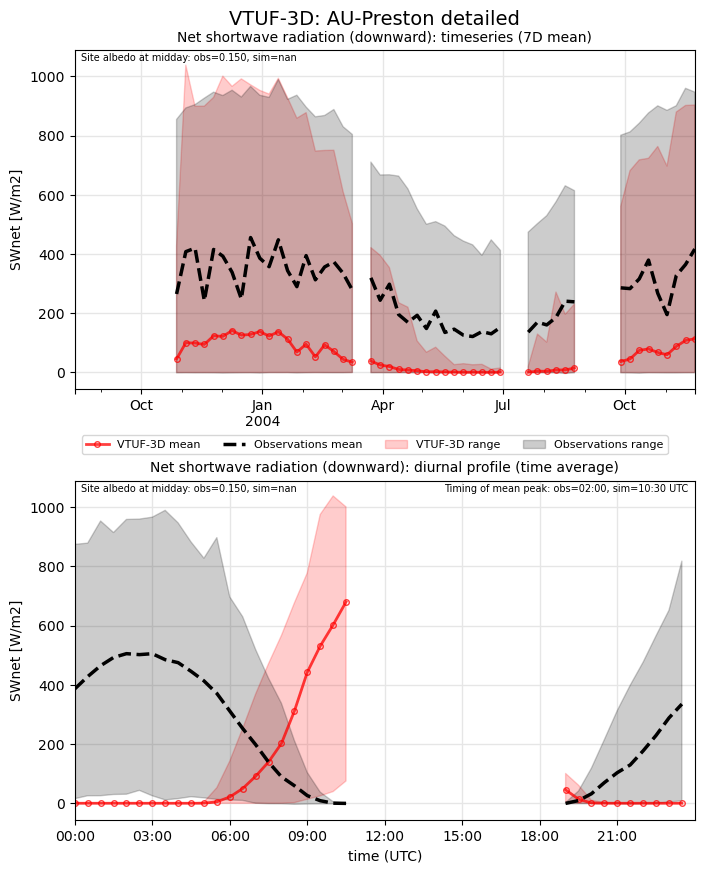 VTUF-3D: AU-Preston detailed
Net shortwave radiation (downward): timeseries (7D mean)
Site albedo at midday: obs=0.150, sim=nan
1000
800
600
400
200
0
SWnet [W/m2]
Oct
Jan
2004
Apr
Jul
Oct
VTUF-3D mean
Observations mean
VTUF-3D range
Observations range
Net shortwave radiation (downward): diurnal profile (time average)
Site albedo at midday: obs=0.150, sim=nan
Timing of mean peak: obs=02:00, sim=10:30 UTC
1000
800
600
400
200
0
SWnet [W/m2]
00:00
03:00
06:00
09:00
12:00
15:00
18:00
21:00
time (UTC)